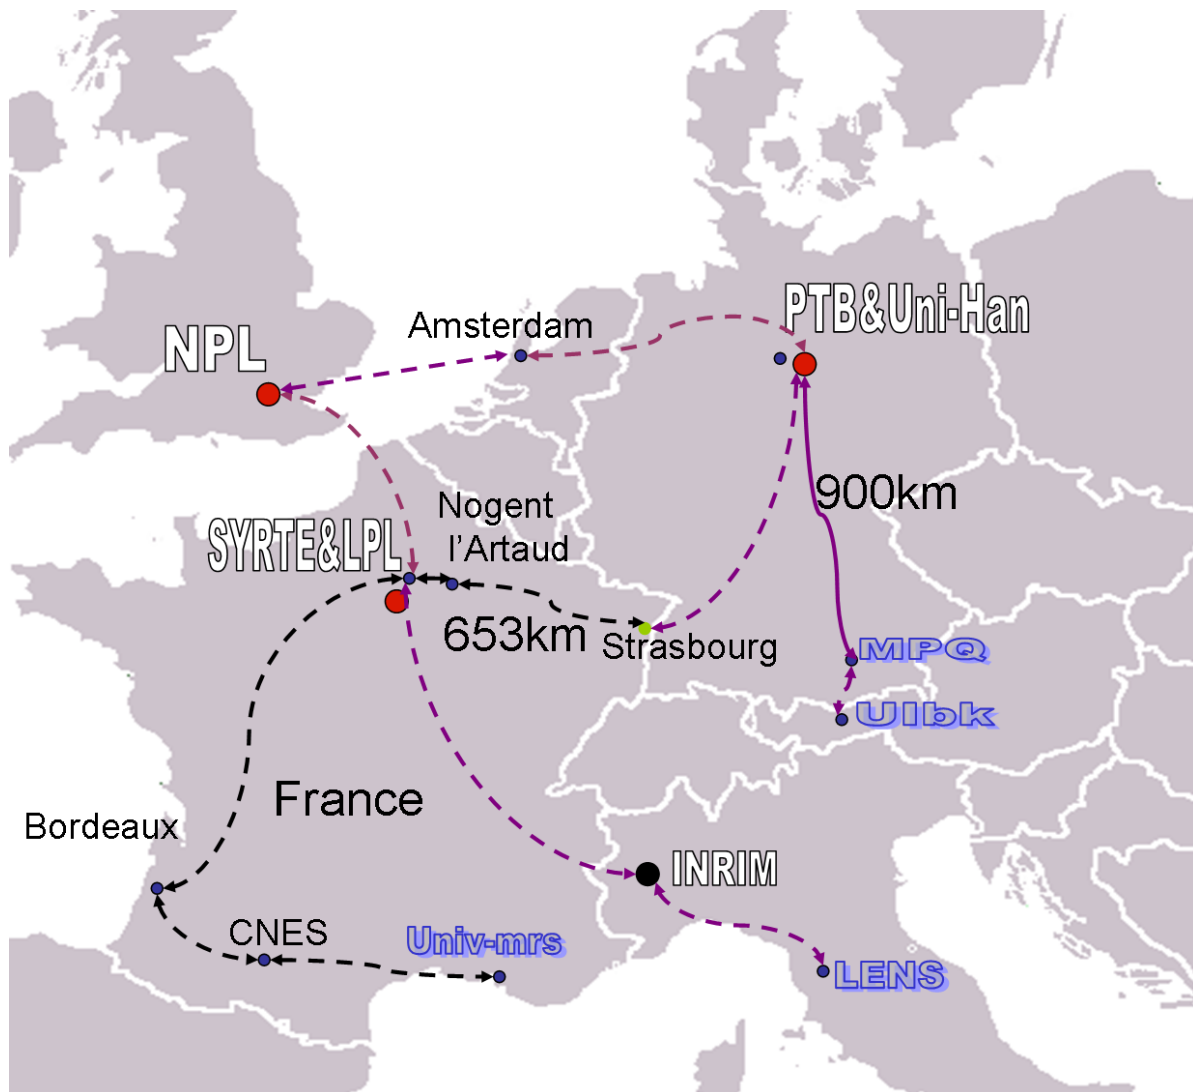 PTB&Uni-Han
Amsterdam
NPL
900km
Nogent
l'Artaud
SYRTE&LPL
653km
Strasbourg
MPQ
UIbk
France
Bordeaux
INRIM
CNES
Univ-mrs
LENS